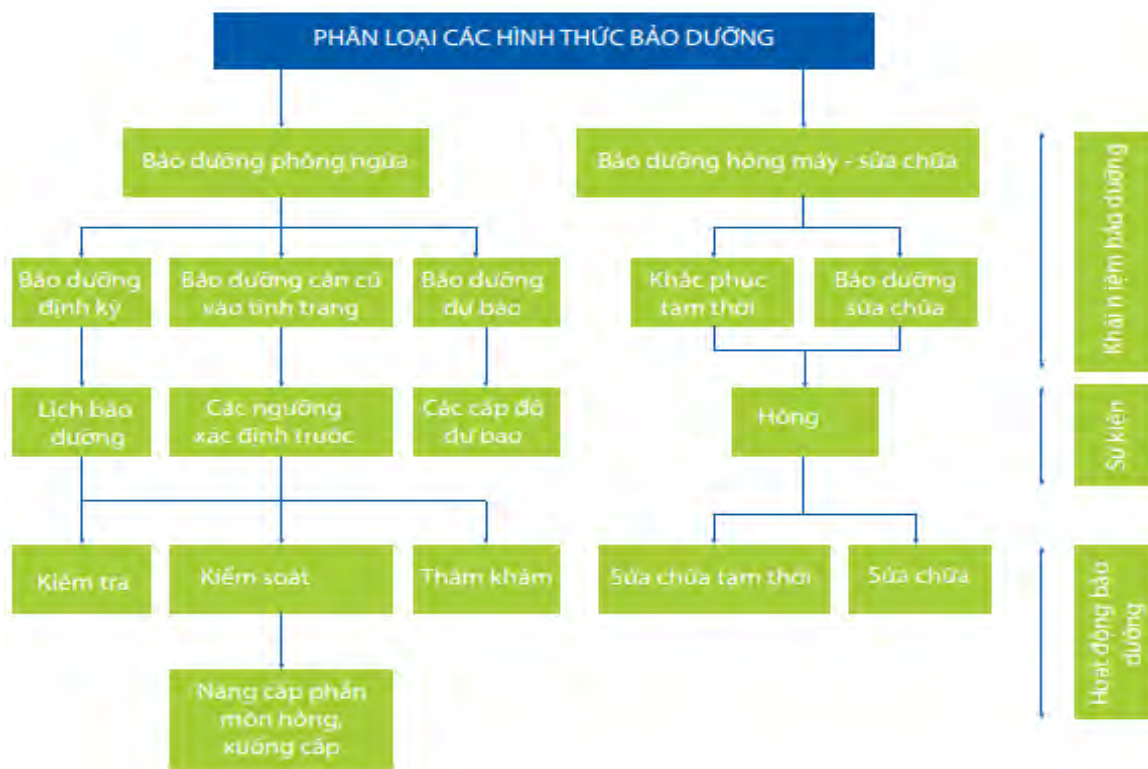 PHÂN LOẠI CÁC HÌNH THỨC BẢO DƯỠNG
Bảo dưỡng phòng ngừa
Bảo dưỡng hỏng máy - sửa chữa
Bảo dưỡng
định kỳ
Bảo dưỡng căn cứ
vào tình trạng
Bảo dưỡng
dự báo
Khắc phục
tạm thời
Bảo dưỡng
sửa chữa
Lịch bảo
dưỡng
Các ngưỡng
xác định trước
Các cấp độ
dự báo
Hỏng
Kiểm tra
Kiểm soát
Thăm khám
Sửa chữa tạm thời
Sửa chữa
Nâng cấp phần
mòn hỏng,
xuống cấp
Khái niệm bảo dưỡng
Sự kiện
Hoạt động bảo
dưỡng